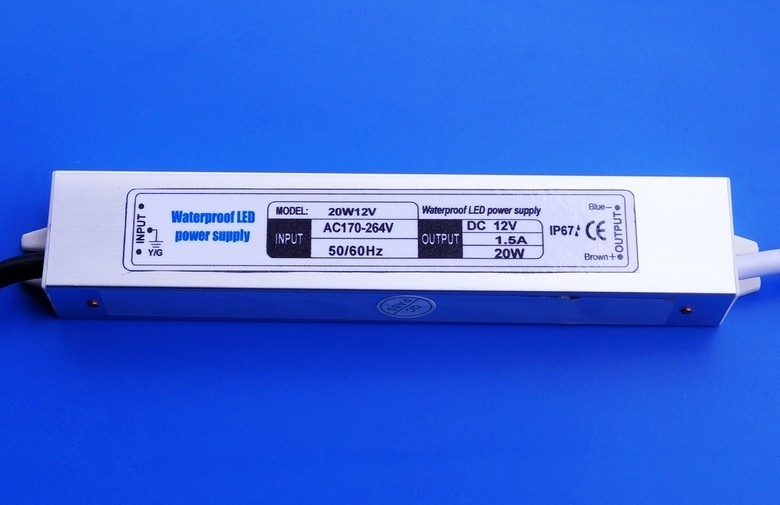 INPUT
Y/G
Waterproof LED
power supply
MODEL: 20W12V
Waterproof LED power supply
INPUT
AC170-264V
50/60Hz
OUTPUT
DC 12V
1.5A
20W
IP67
CE
Blue−
OUTPUT
Brown+